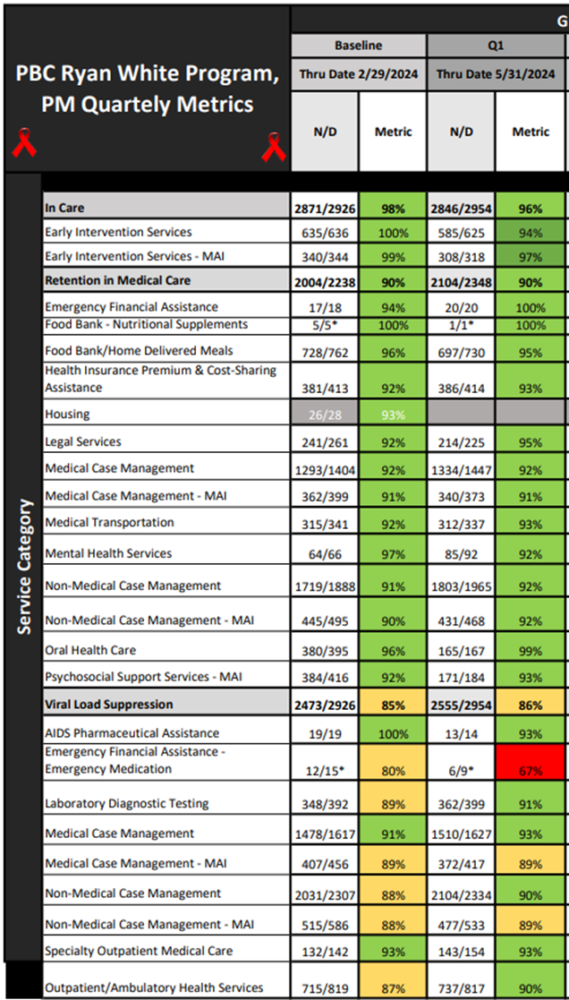 G
Baseline Q1
PBC Ryan White Program,
PM Quartely Metrics
Thru Date 2/29/2024 Thru Date 5/31/2024
N/D Metric N/D Metric
Service Category
In Care 2871/2926 98% 2846/2954 96%
Early Intervention Services 635/636 100% 585/625 94%
Early Intervention Services - MAI 340/344 99% 308/318 97%
Retention in Medical Care 2004/2238 90% 2104/2348 90%
Emergency Financial Assistance 17/18 94% 20/20 100%
Food Bank - Nutritional Supplements 5/5* 100% 1/1* 100%
Food Bank/Home Delivered Meals 728/762 96% 697/730 95%
Health Insurance Premium & Cost-Sharing
Assistance 381/413 92% 386/414 93%
Housing 26/28 93%
Legal Services 241/261 92% 214/225 95%
Medical Case Management 1293/1404 92% 1334/1447 92%
Medical Case Management - MAI 362/399 91% 340/373 91%
Medical Transportation 315/341 92% 312/337 93%
Mental Health Services 64/66 97% 85/92 92%
Non-Medical Case Management 1719/1888 91% 1803/1965 92%
Non-Medical Case Management - MAI 445/495 90% 431/468 92%
Oral Health Care 380/395 96% 165/167 99%
Psychosocial Support Services - MAI 384/416 92% 171/184 93%
Viral Load Suppression 2473/2926 85% 2555/2954 86%
AIDS Pharmaceutical Assistance 19/19 100% 13/14 93%
Emergency Financial Assistance -
Emergency Medication 12/15* 80% 6/9* 67%
Laboratory Diagnostic Testing 348/392 89% 362/399 91%
Medical Case Management 1478/1617 91% 1510/1627 93%
Medical Case Management - MAI 407/456 89% 372/417 89%
Non-Medical Case Management 2031/2307 88% 2104/2334 90%
Non-Medical Case Management - MAI 515/586 88% 477/533 89%
Specialty Outpatient Medical Care 132/142 93% 143/154 93%
Outpatient/Ambulatory Health Services 715/819 87% 737/817 90%